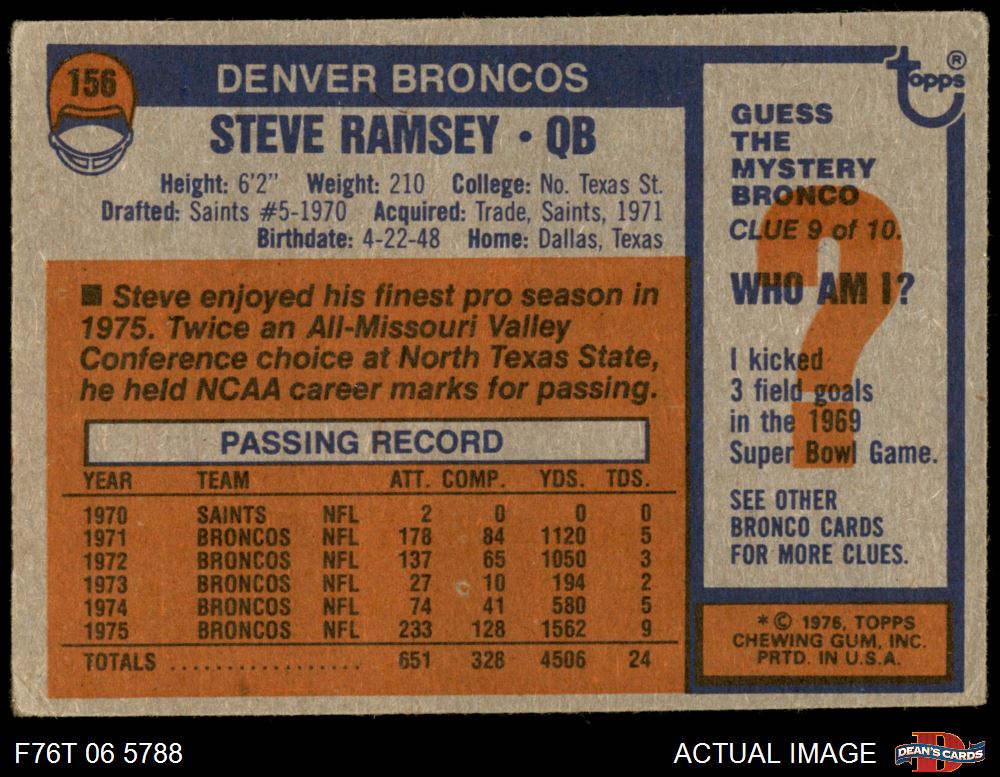 156
DENVER BRONCOS
STEVE RAMSEY • QB
Height: 6'2" Weight: 210 College: No. Texas St.
Drafted: Saints #5-1970 Acquired: Trade, Saints, 1971
Birthdate: 4-22-48 Home: Dallas, Texas
■ Steve enjoyed his finest pro season in
1975. Twice an All-Missouri Valley
Conference choice at North Texas State,
he held NCAA career marks for passing.
PASSING RECORD
YEAR TEAM ATT. COMP. YDS. TDS.
1970 SAINTS NFL 2 0 0 0
1971 BRONCOS NFL 178 84 1120 5
1972 BRONCOS NFL 137 65 1050 3
1973 BRONCOS NFL 27 10 194 2
1974 BRONCOS NFL 74 41 580 5
1975 BRONCOS NFL 233 128 1562 9
TOTALS .................. 651 328 4506 24
topps ®
GUESS
THE
MYSTERY
BRONCO
CLUE 9 of 10.
?
WHO AM I?
I kicked
3 field goals
in the 1969
Super Bowl Game.
SEE OTHER
BRONCO CARDS
FOR MORE CLUES.
* © 1976, TOPPS
CHEWING GUM, INC.
PRTD. IN U.S.A.
F76T 06 5788
ACTUAL IMAGE
D
DEAN'S CARDS